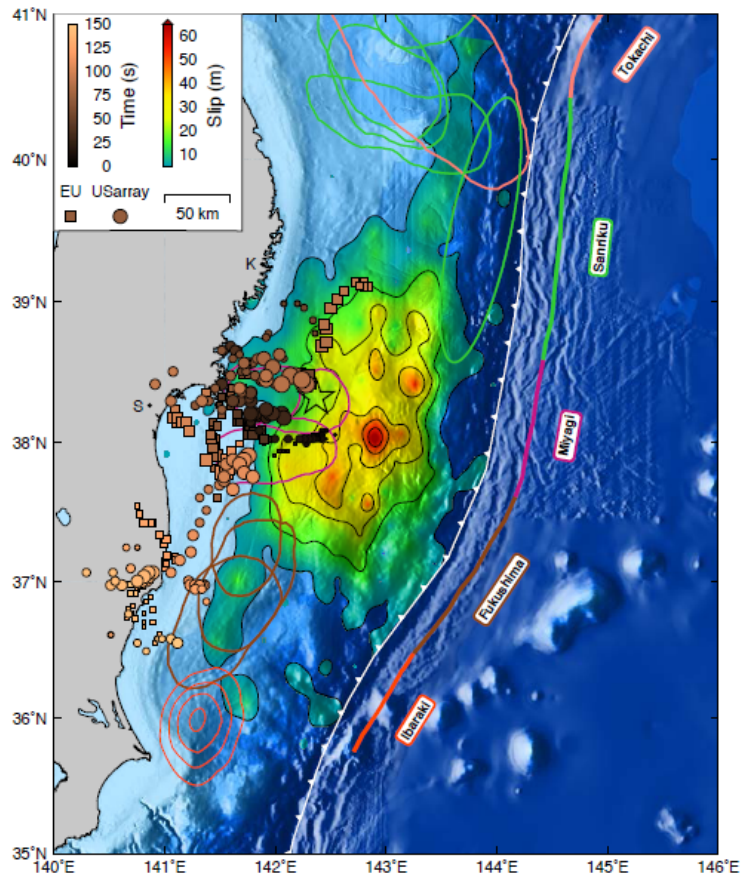 41°N
40°N
39°N
38°N
37°N
36°N
35°N
140°E
141°E
142°E
143°E
144°E
145°E
146°E
150
125
100
75
50
25
0
Time (s)
60
50
40
30
20
10
Slip (m)
EU USarray
50 km
K
S
Tokachi
Sanriku
Miyagi
Fukushima
Ibaraki